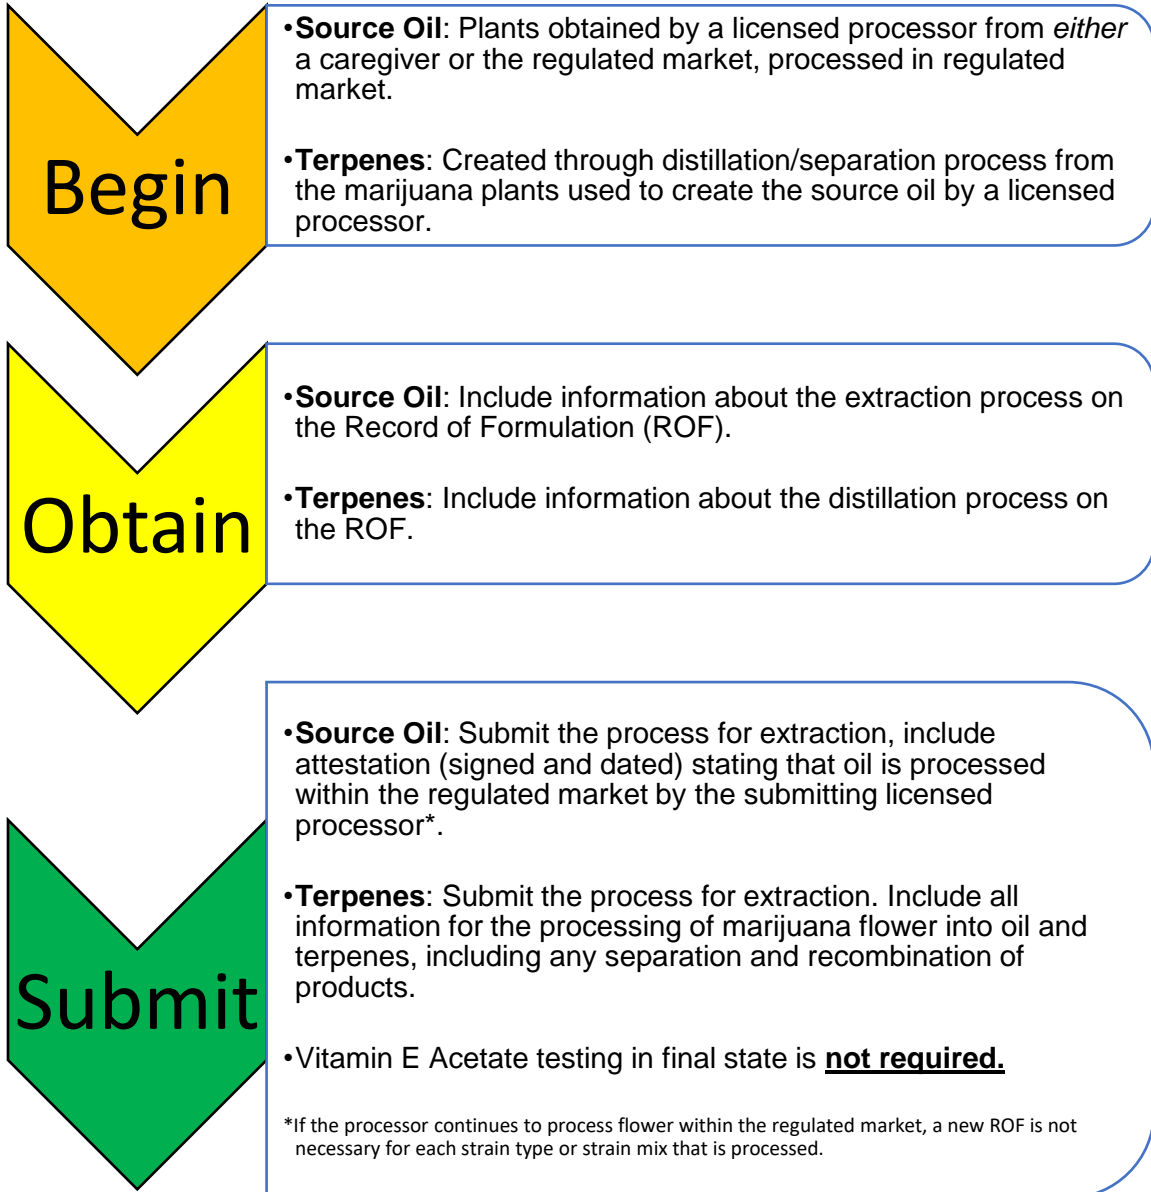 Begin
•Source Oil: Plants obtained by a licensed processor from either
a caregiver or the regulated market, processed in regulated
market.
•Terpenes: Created through distillation/separation process from
the marijuana plants used to create the source oil by a licensed
processor.
Obtain
•Source Oil: Include information about the extraction process on
the Record of Formulation (ROF).
•Terpenes: Include information about the distillation process on
the ROF.
Submit
•Source Oil: Submit the process for extraction, include
attestation (signed and dated) stating that oil is processed
within the regulated market by the submitting licensed
processor*.
•Terpenes: Submit the process for extraction. Include all
information for the processing of marijuana flower into oil and
terpenes, including any separation and recombination of
products.
•Vitamin E Acetate testing in final state is not required.
*If the processor continues to process flower within the regulated market, a new ROF is not
necessary for each strain type or strain mix that is processed.